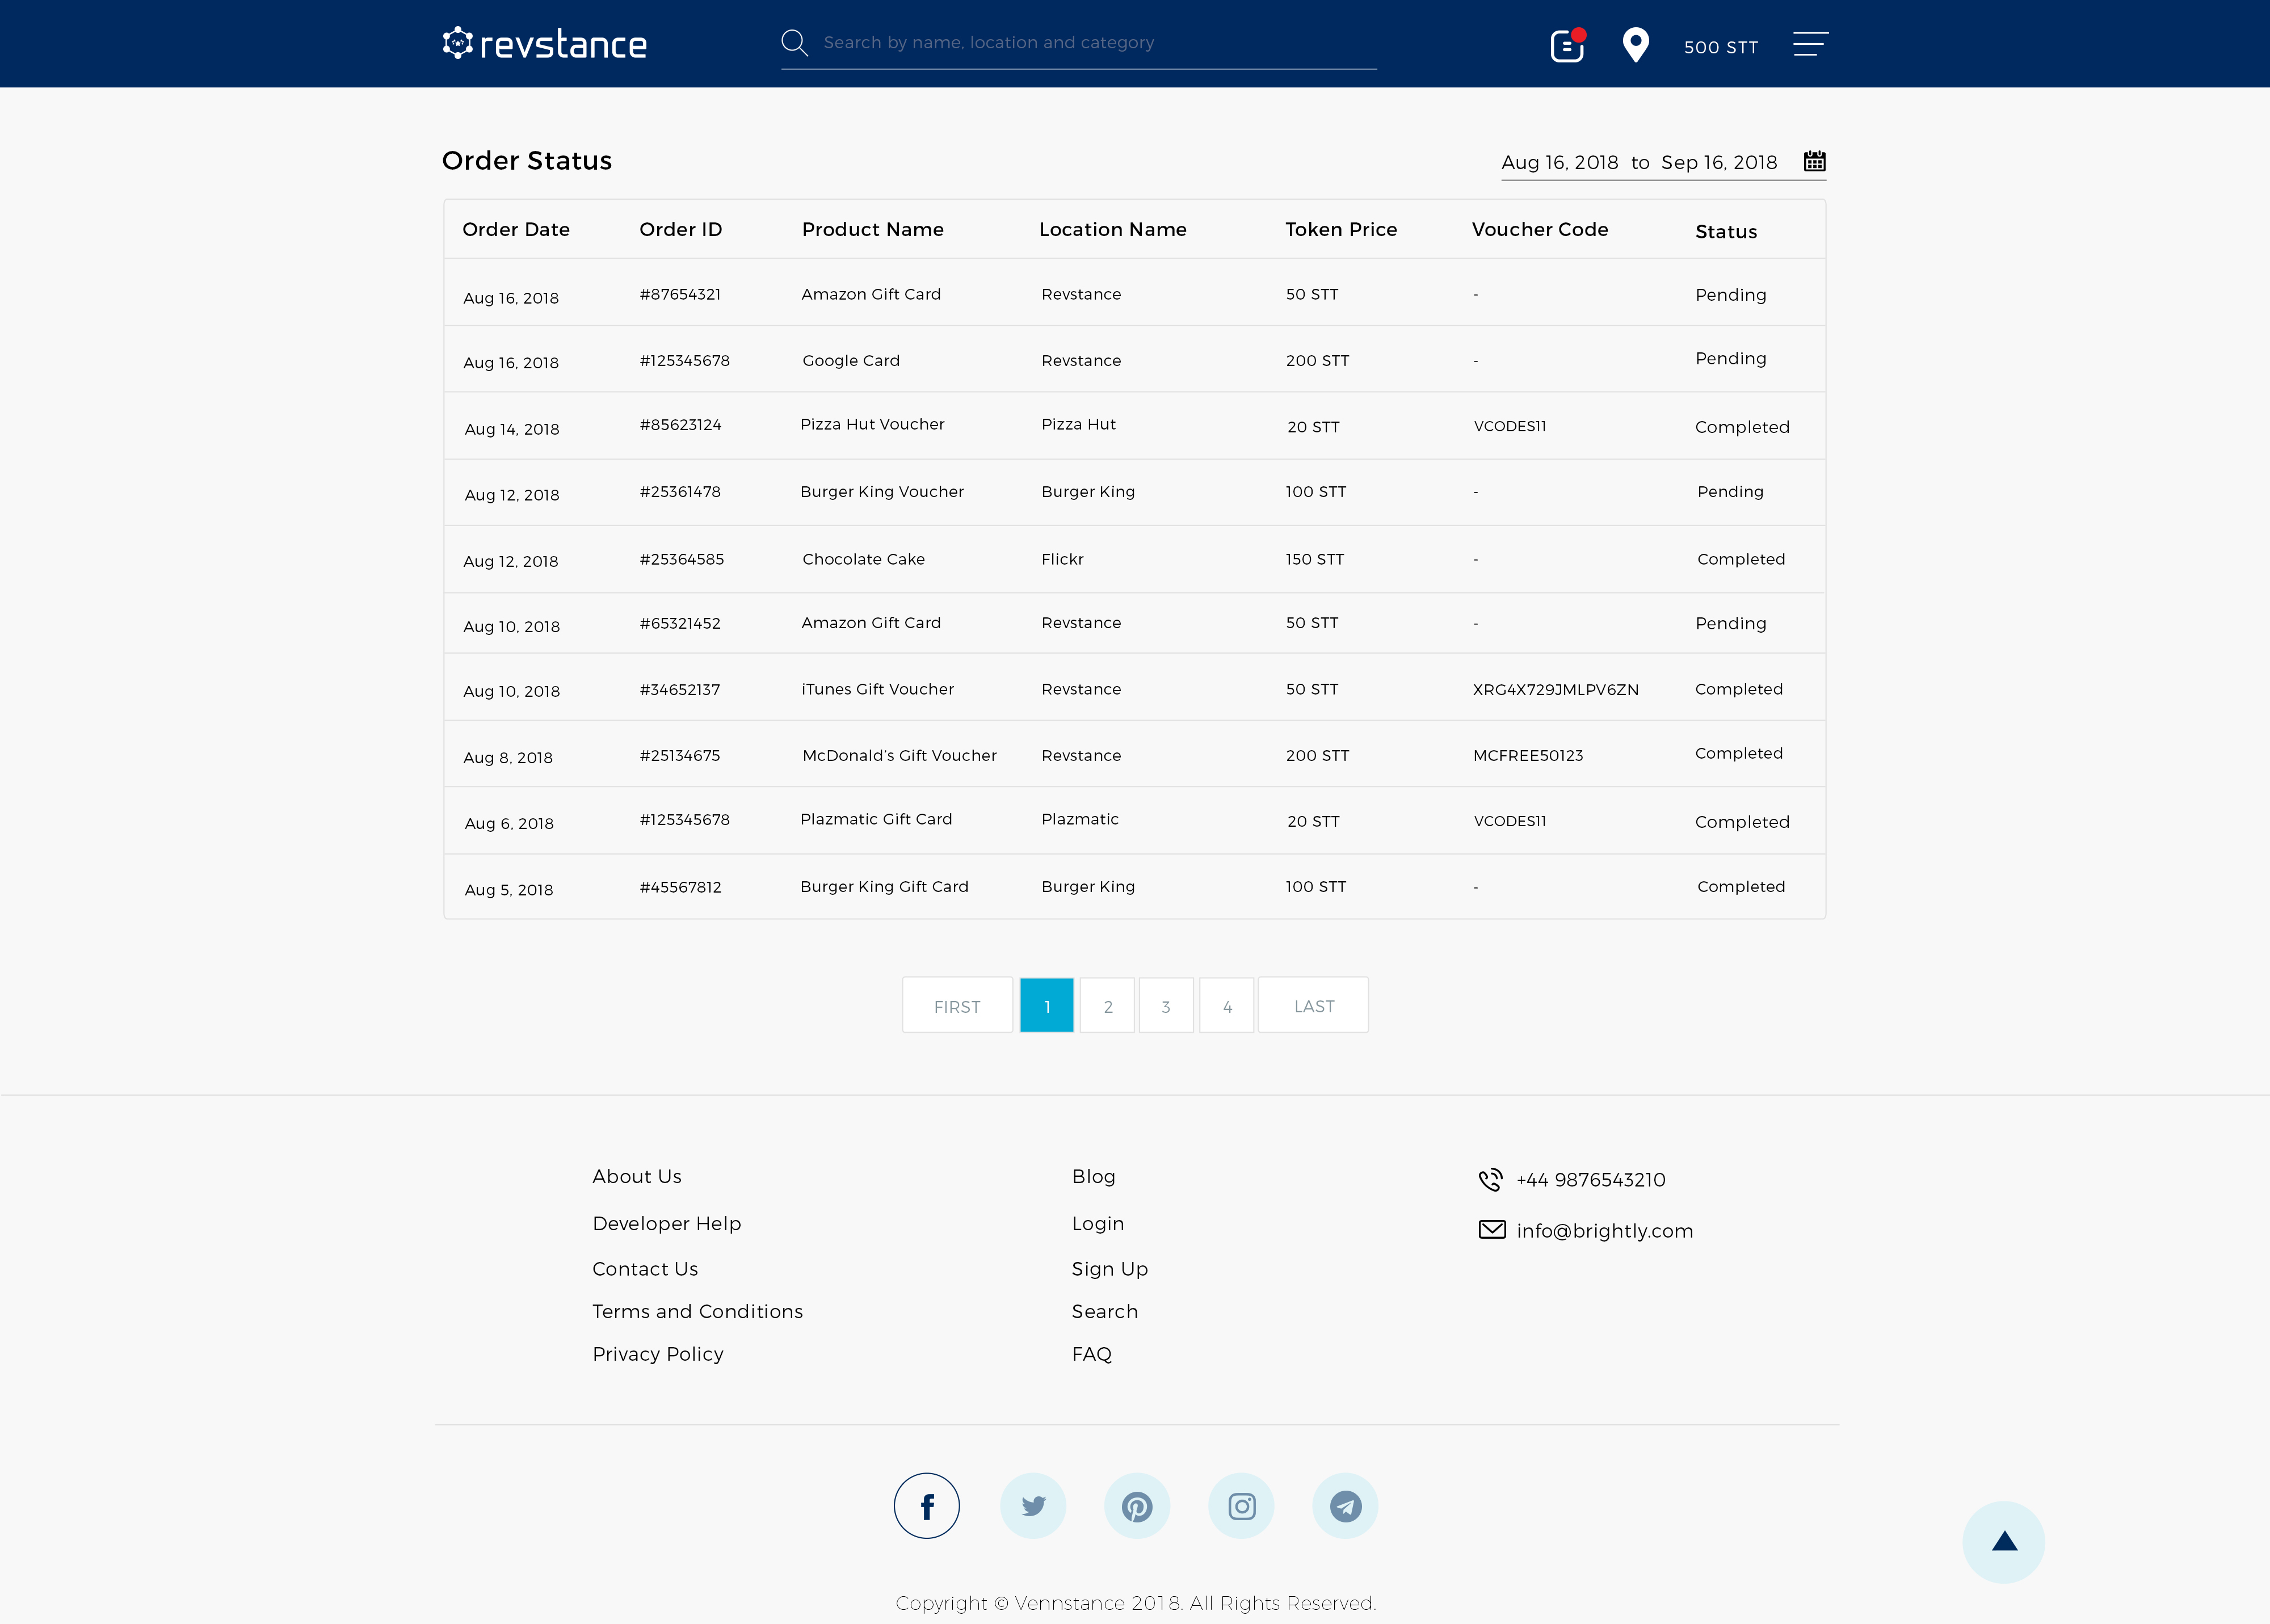 revstance
Search by name, location and category
500 STT
Order Status
Aug 16, 2018 to Sep 16, 2018
Order Date Order ID Product Name Location Name Token Price Voucher Code Status
Aug 16, 2018 #87654321 Amazon Gift Card Revstance 50 STT - Pending
Aug 16, 2018 #125345678 Google Card Revstance 200 STT - Pending
Aug 14, 2018 #85623124 Pizza Hut Voucher Pizza Hut 20 STT VCODES11 Completed
Aug 12, 2018 #25361478 Burger King Voucher Burger King 100 STT - Pending
Aug 12, 2018 #25364585 Chocolate Cake Flickr 150 STT - Completed
Aug 10, 2018 #65321452 Amazon Gift Card Revstance 50 STT - Pending
Aug 10, 2018 #34652137 iTunes Gift Voucher Revstance 50 STT XRG4X729JMLPV6ZN Completed
Aug 8, 2018 #25134675 McDonald’s Gift Voucher Revstance 200 STT MCFREE50123 Completed
Aug 6, 2018 #125345678 Plazmatic Gift Card Plazmatic 20 STT VCODES11 Completed
Aug 5, 2018 #45567812 Burger King Gift Card Burger King 100 STT - Completed
FIRST 1 2 3 4 LAST
About Us Blog +44 9876543210
Developer Help Login info@brightly.com
Contact Us Sign Up
Terms and Conditions Search
Privacy Policy FAQ
Copyright © Vennstance 2018. All Rights Reserved.